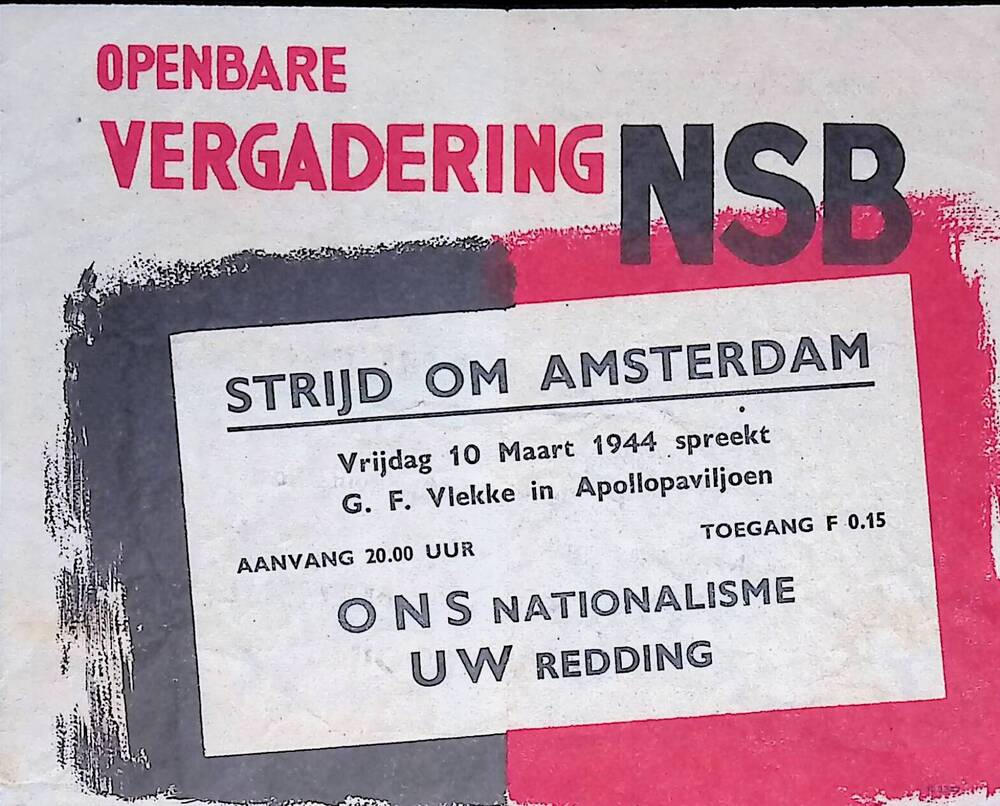 OPENBARE
VERGADERING NSB
STRIJD OM AMSTERDAM
Vrijdag 10 Maart 1944 spreekt
G. F. Vlekke in Apollopaviljoen
AANVANG 20.00 UUR
TOEGANG F 0.15
ONS NATIONALISME
UW REDDING